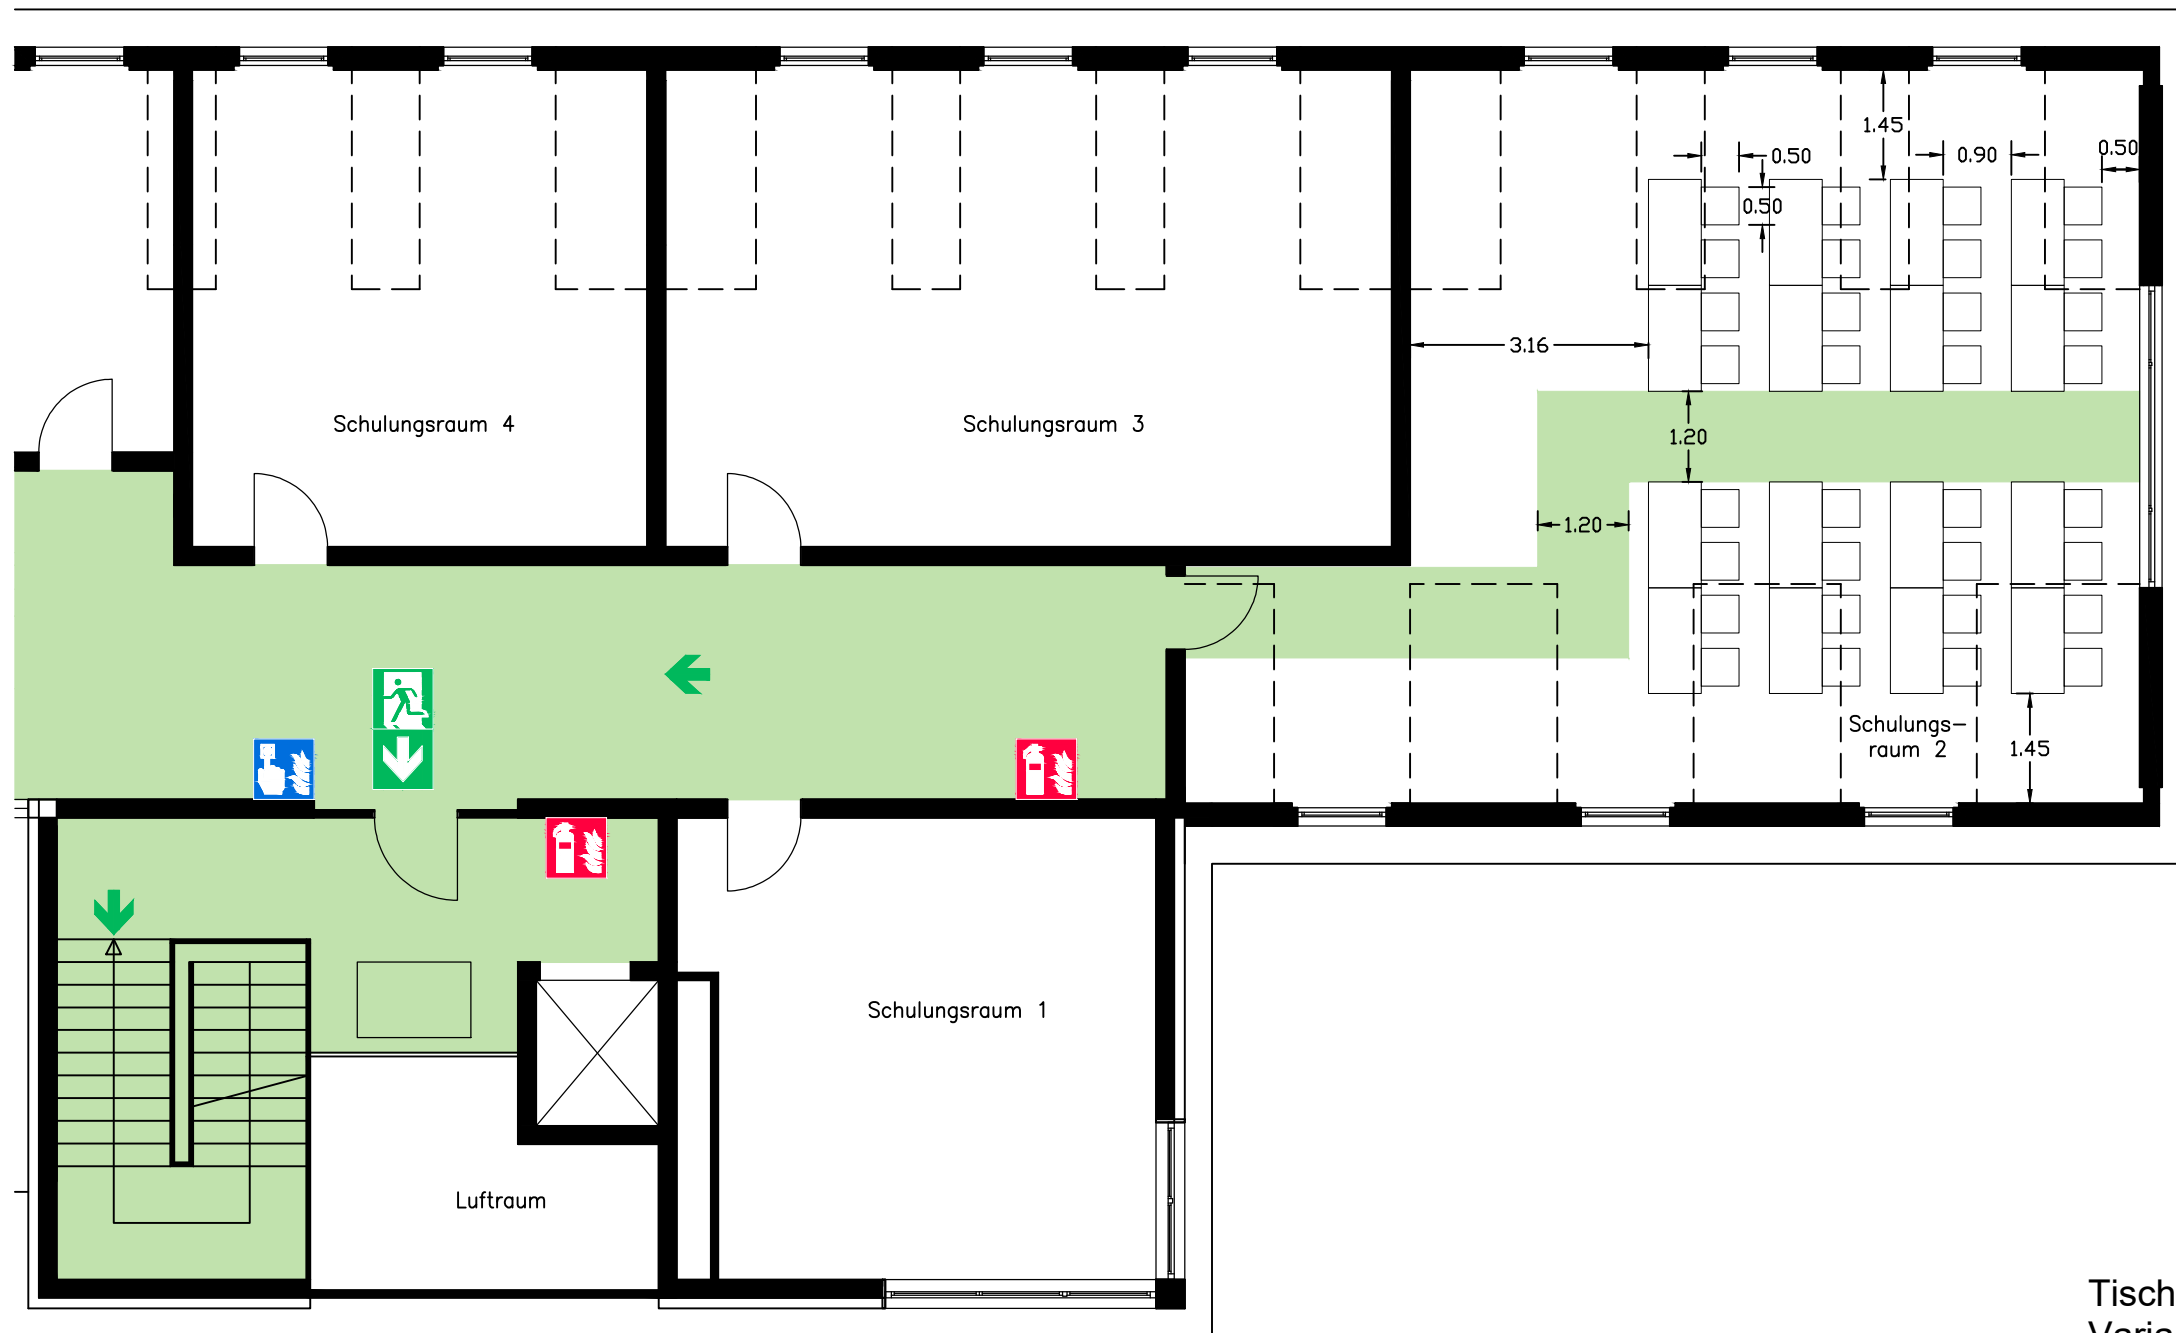 1.45
0.50
0.90
0.50
0.50
3.16
Schulungsraum 4
Schulungsraum 3
1.20
1.20
Schulungs-
raum 2
1.45
Schulungsraum 1
Luftraum
Tisch